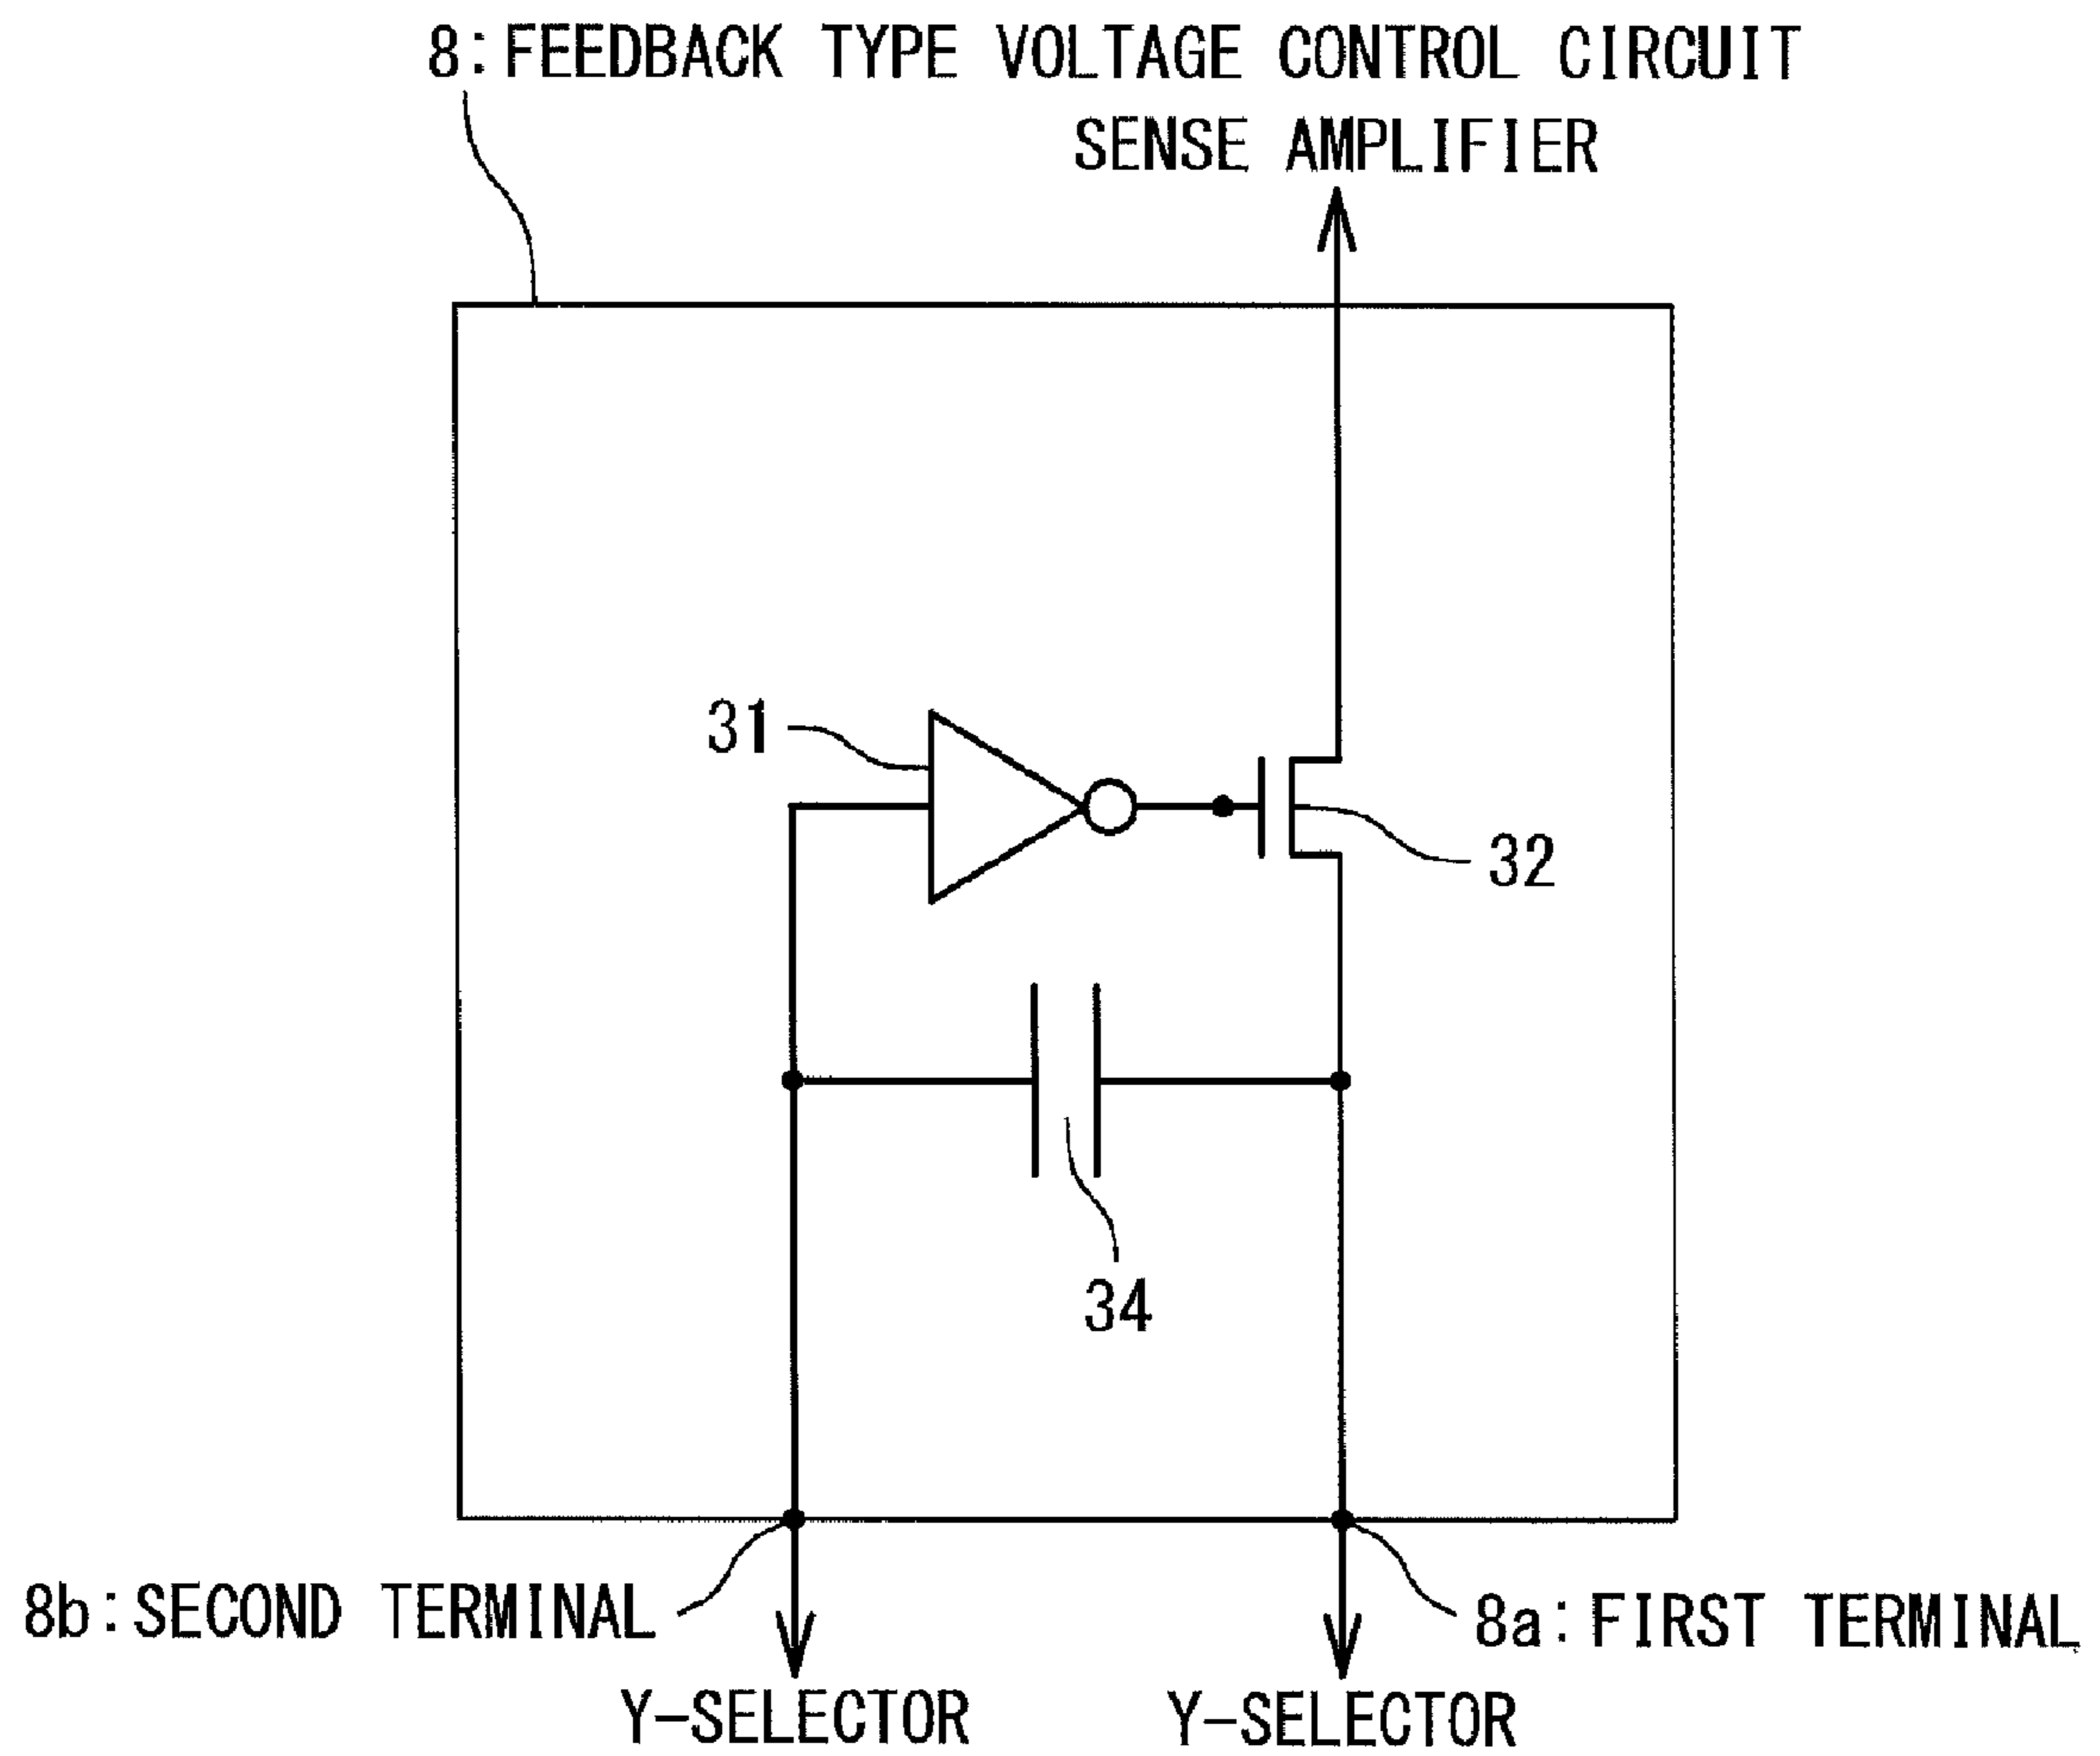 8:FEEDBACK TYPE VOLTAGE CONTROL CIRCUIT
SENSE AMPLIFIER
31
32
34
8b:SECOND TERMINAL
8a:FIRST TERMINAL
Y-SELECTOR
Y-SELECTOR